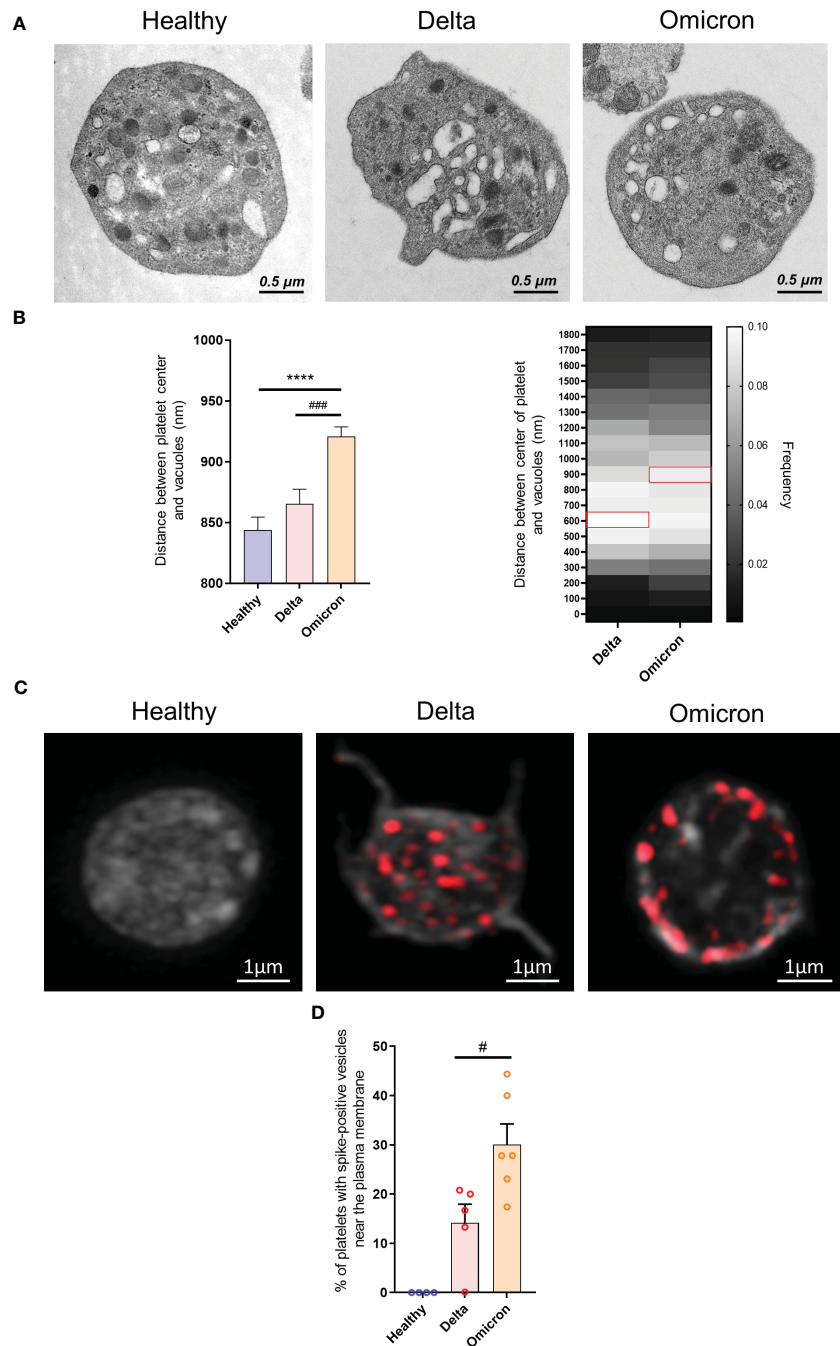 A
Healthy
Delta
Omicron
0.5 µm
0.5 µm
0.5 µm
B
Distance between platelet center
and vacuoles (nm)
1000
950
900
850
800
****
###
Healthy
Delta
Omicron
Distance between center of platelet
and vacuoles (nm)
1800
1700
1600
1500
1400
1300
1200
1100
1000
900
800
700
600
500
400
300
200
100
0
Delta
Omicron
0.10
0.08
0.06
0.04
0.02
Frequency
C
Healthy
Delta
Omicron
1µm
1µm
1µm
D
% of platelets with spike-positive vesicles
near the plasma membrane
50
40
30
20
10
0
#
Healthy
Delta
Omicron